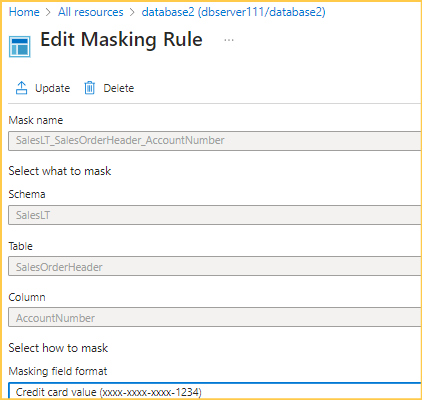 Home > All resources > database2 (dbserver111/database2)
Edit Masking Rule ...
Update Delete
Mask name
SalesLT_SalesOrderHeader_AccountNumber
Select what to mask
Schema
SalesLT
Table
SalesOrderHeader
Column
AccountNumber
Select how to mask
Masking field format
Credit card value (xxxx-xxxx-xxxx-1234)